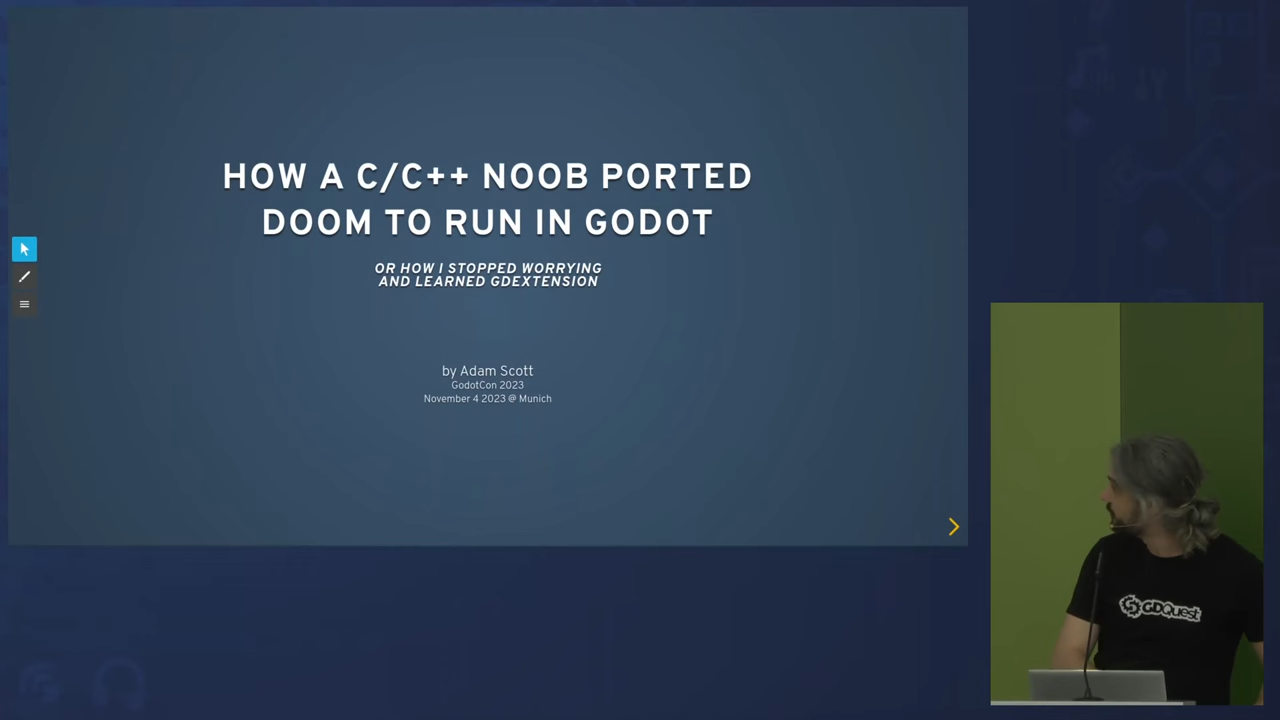 HOW A C/C++ NOOB PORTED
DOOM TO RUN IN GODOT
OR HOW I STOPPED WORRYING
AND LEARNED GDEXTENSION
by Adam Scott
GodotCon 2023
November 4 2023 @ Munich
GDQuest